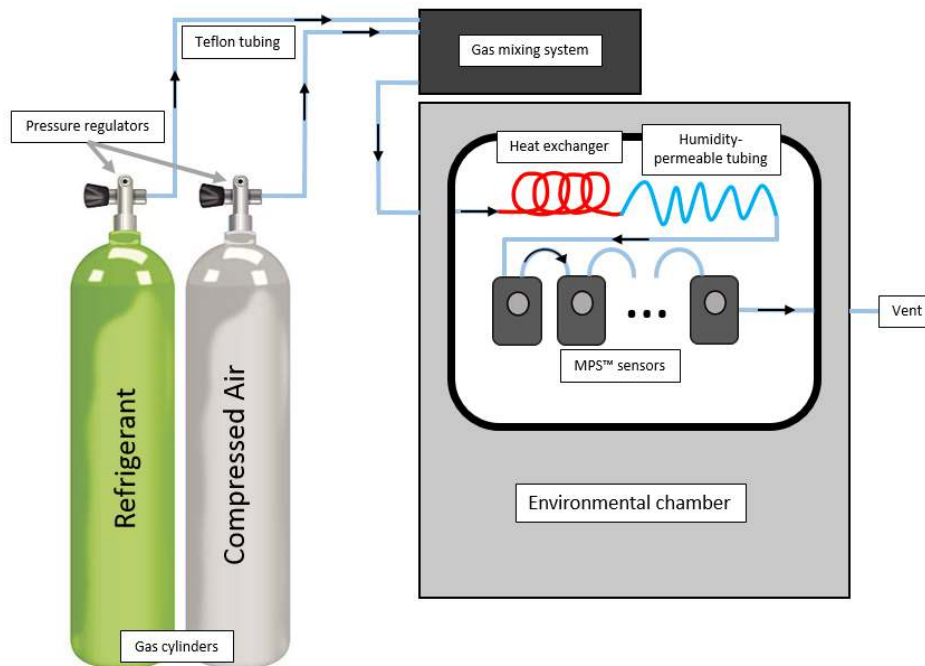 Teflon tubing
Gas mixing system
Pressure regulators
Heat exchanger
Humidity-
permeable tubing
Vent
MPS™ sensors
Refrigerant
Compressed Air
Environmental chamber
Gas cylinders